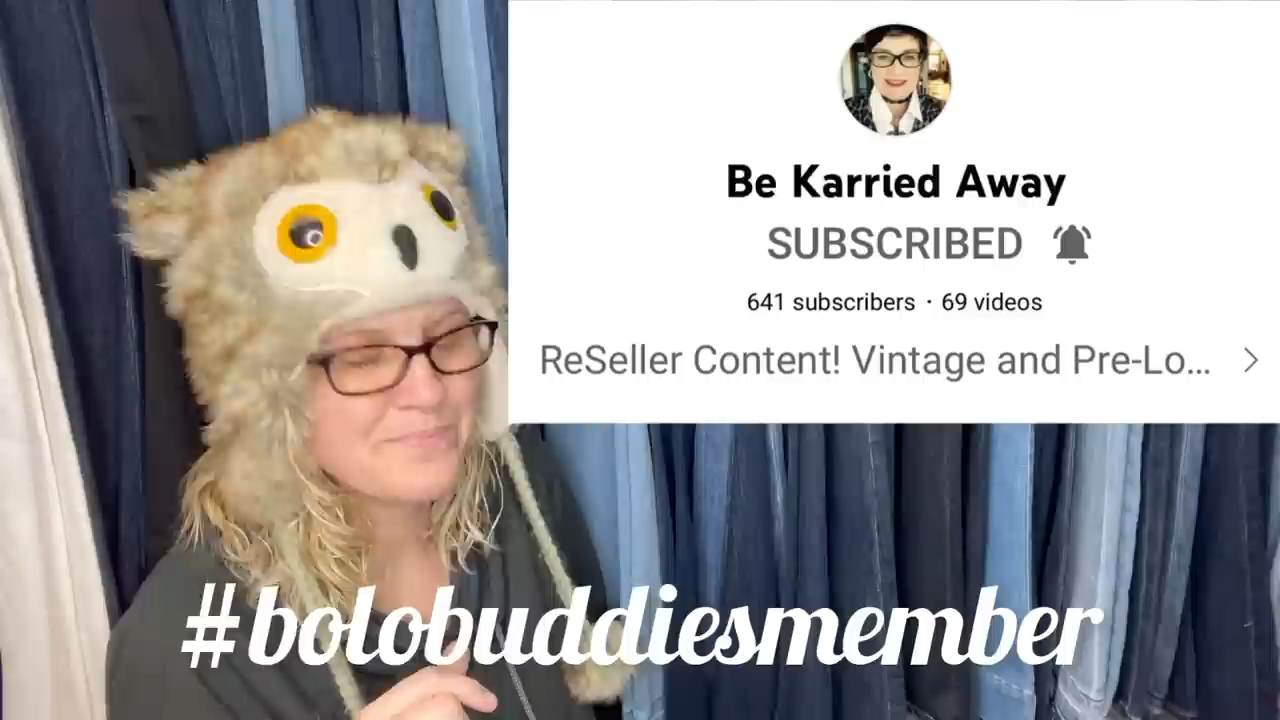 Be Karried Away
SUBSCRIBED
641 subscribers · 69 videos
ReSeller Content! Vintage and Pre-Lo...
#bolobuddiesmember